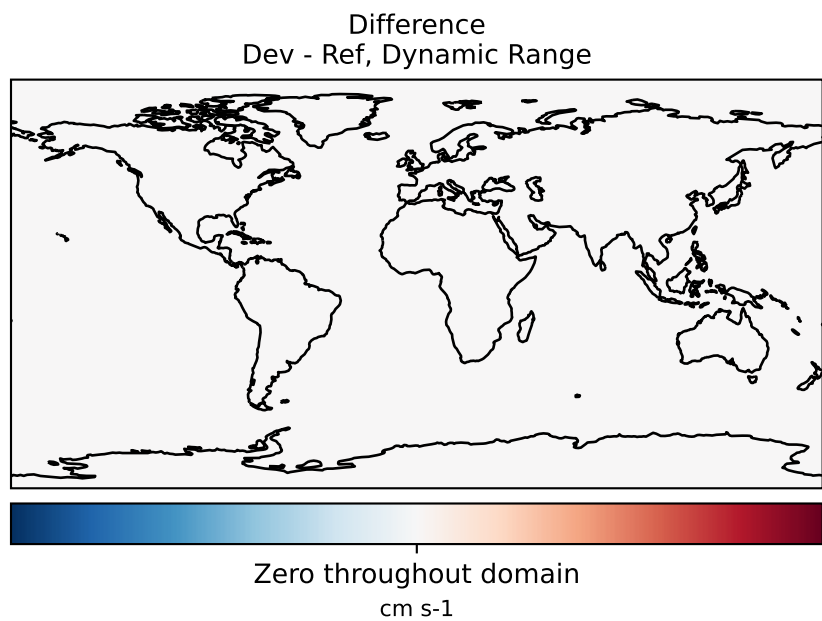 Difference
Dev - Ref, Dynamic Range
Zero throughout domain
cm s-1